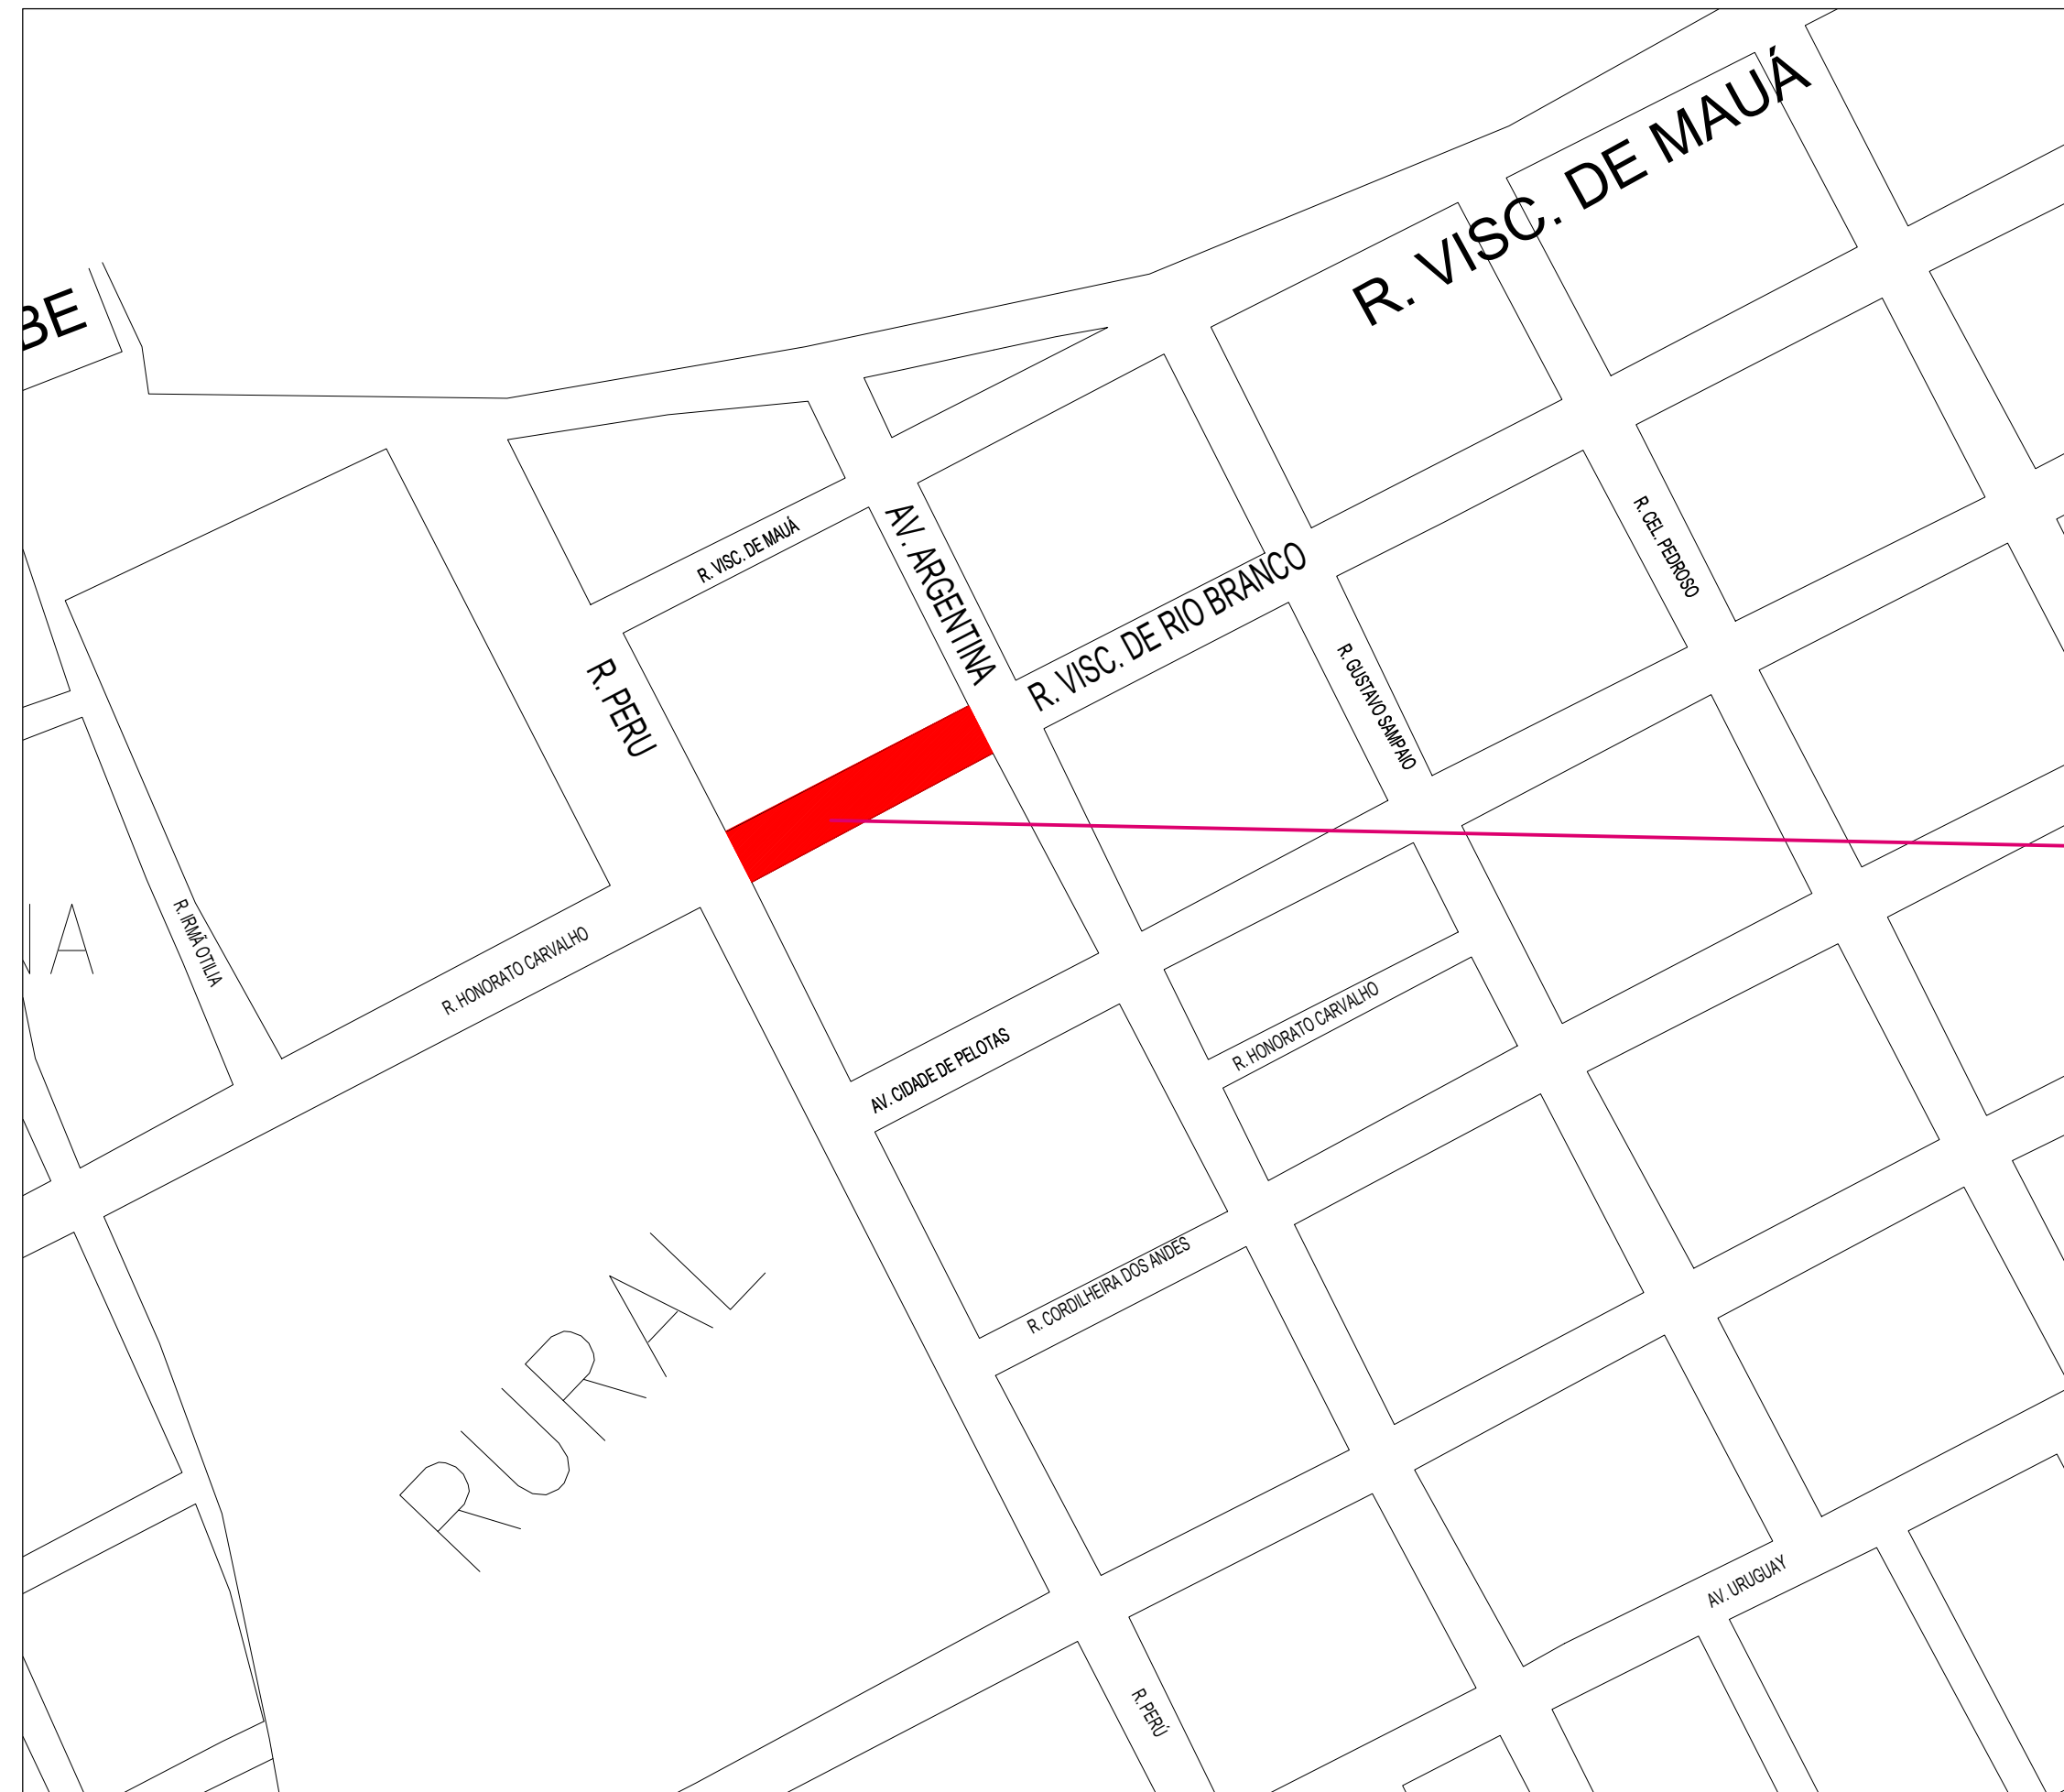 R. VISC. DE MAUÁ
BE
R. VISC. DE MAUÁ
AV. ARGENTINA
R. CEL. PEDROSO
R. VISC. DE RIO BRANCO
R. PERU
R. GUSTAVO SAMPAIO
R. IRMÃ OTILIA
IA
R. HONORATO CARVALHO
R. HONORATO CARVALHO
AV. CIDADE DE PELOTAS
R. CORDILHEIRA DOS ANDES
RURAL
AV. URUGUAY
R. PERÚ